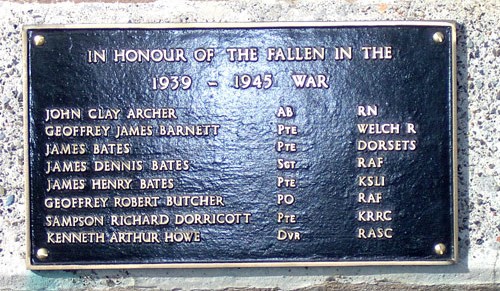 IN HONOUR OF THE FALLEN IN THE
1939 - 1945 WAR
JOHN CLAY ARCHER AB RN
GEOFFREY JAMES BARNETT PTE WELCH R
JAMES BATES PTE DORSETS
JAMES DENNIS BATES SGT RAF
JAMES HENRY BATES PTE KSLI
GEOFFREY ROBERT BUTCHER PO RAF
SAMPSON RICHARD DORRICOTT PTE KRRC
KENNETH ARTHUR HOWE DVR RASC